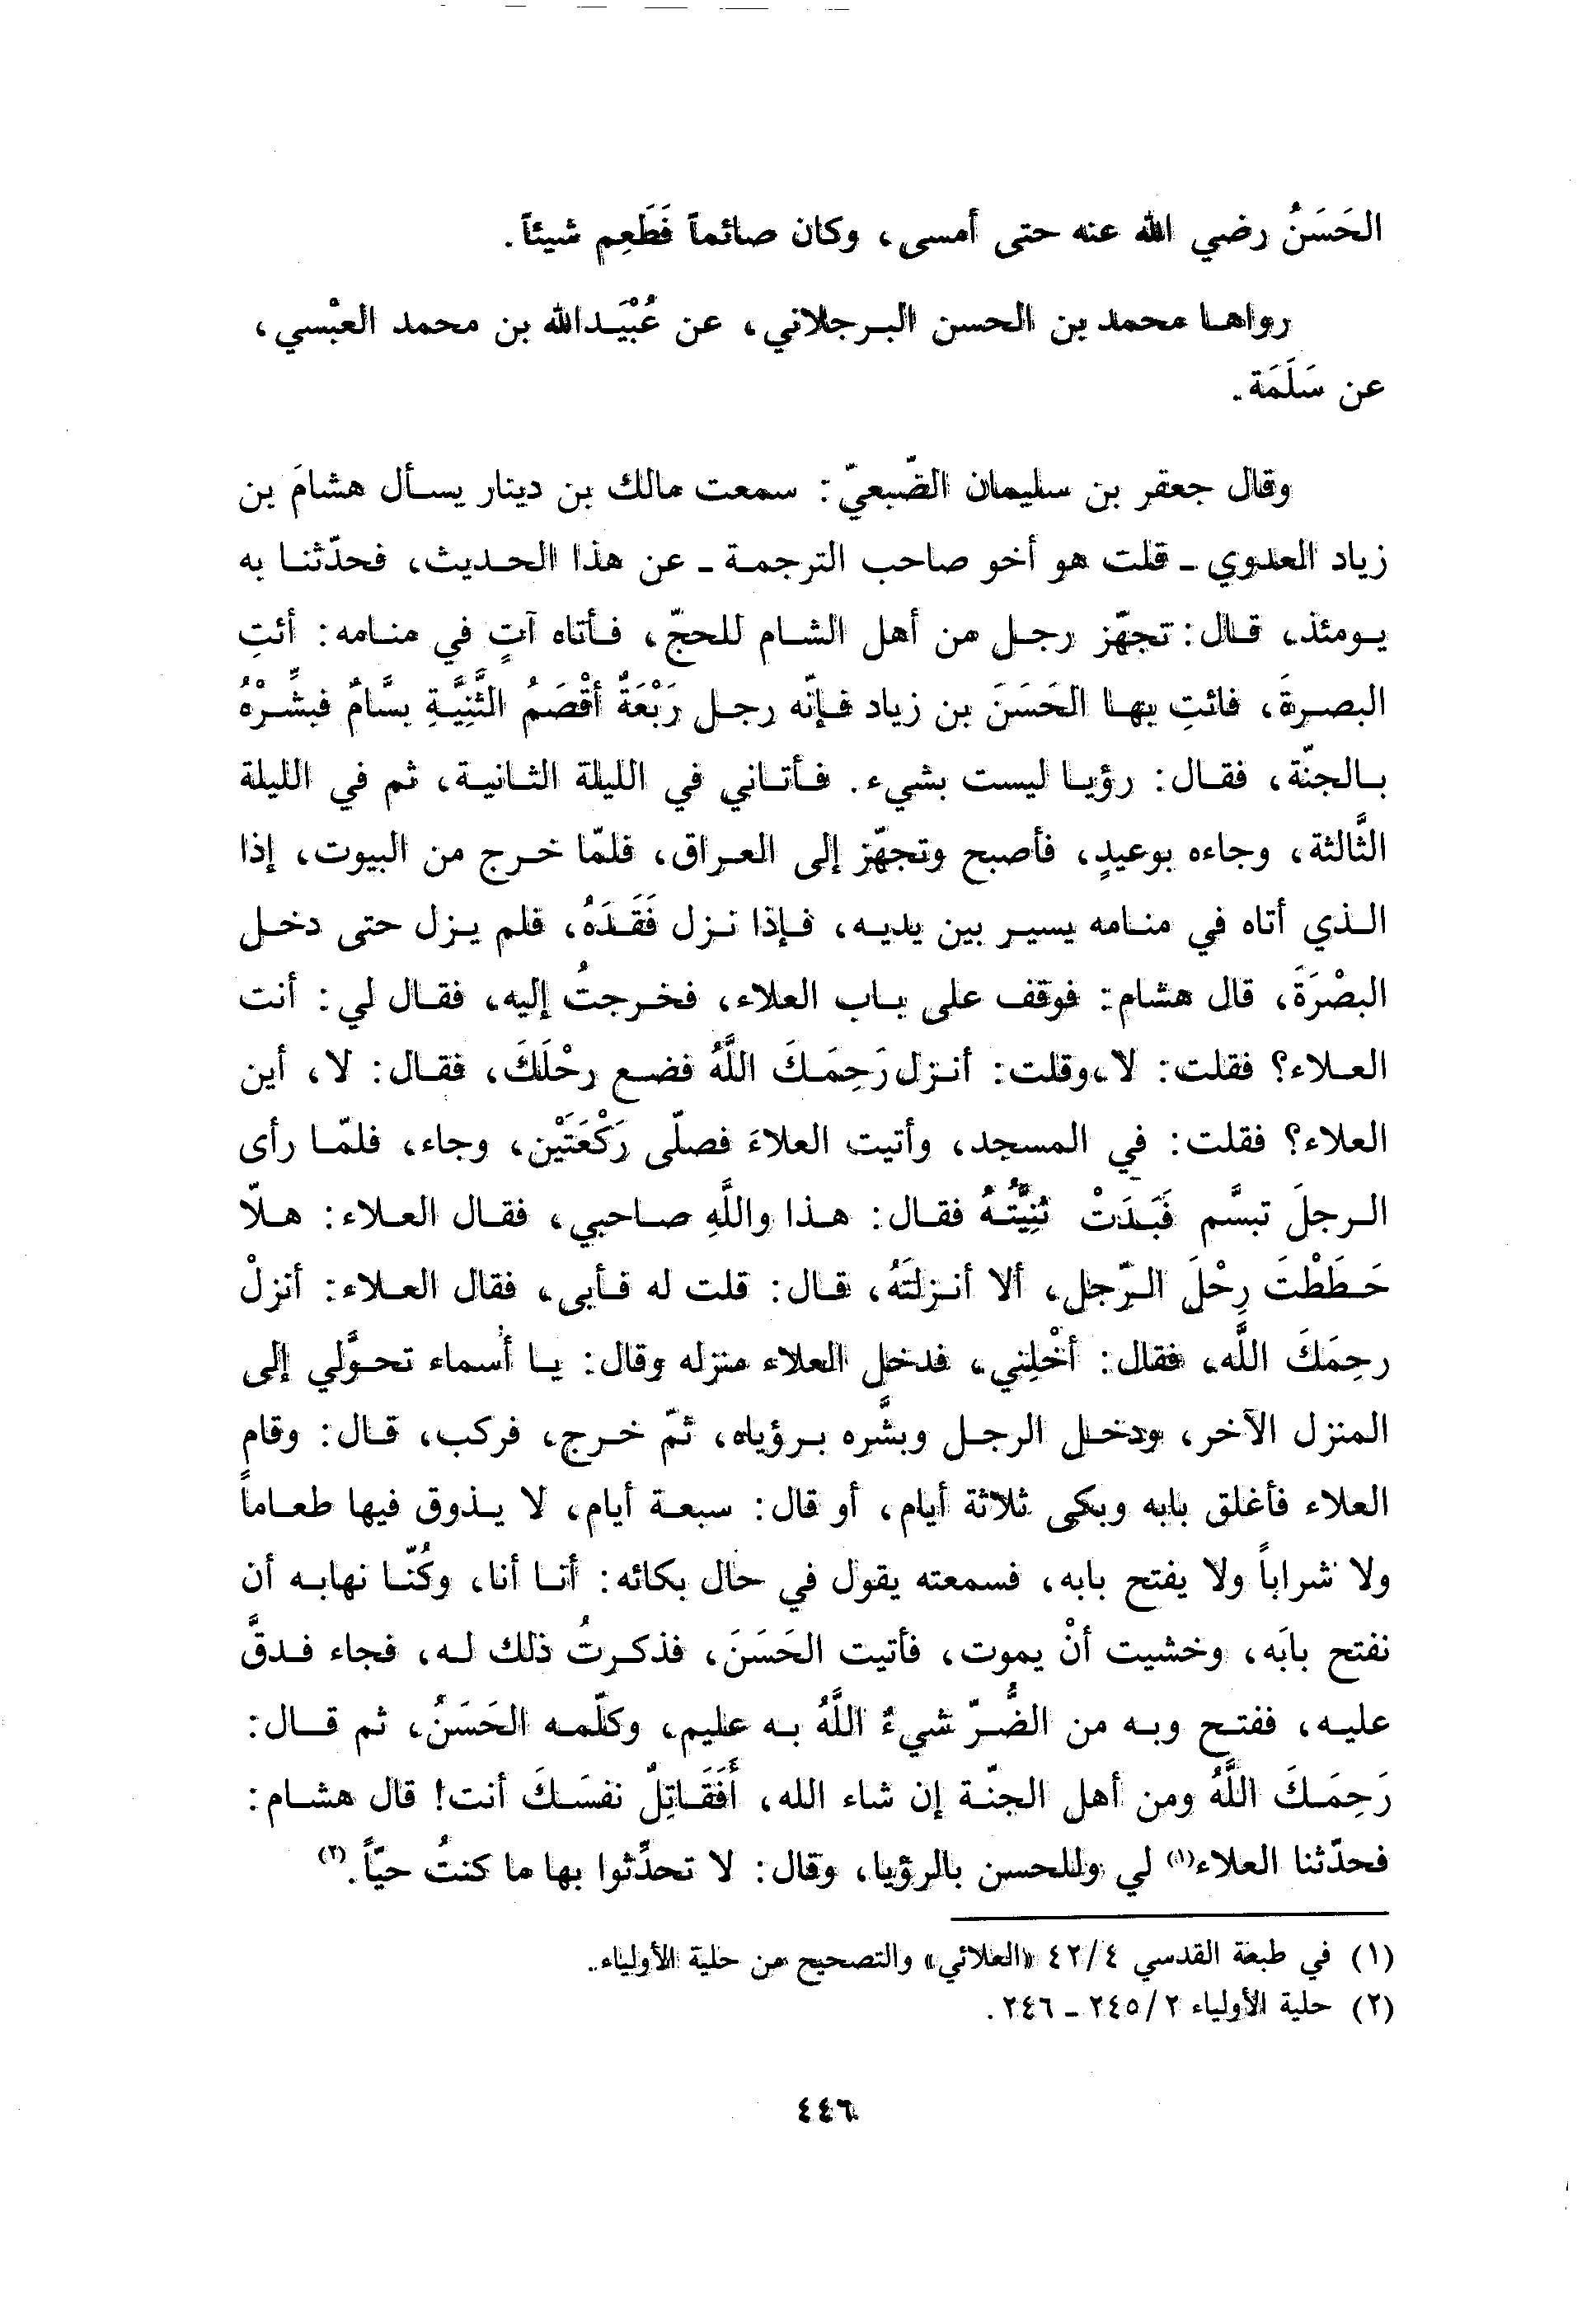 الحَسَنُ رضي الله عنه حتى أمسى، وكان صائماً فَطَعِم شيئاً.
رواها محمد بن الحسن البرجلاني، عن عُبْيَدالله بن محمد العبْسي،
عن سَلَمَة.
وقال جعفر بن سليمان الضّبعيّ: سمعت مالك بن دينار يسأل هشامَ بن
زياد العدوي - قلت هو أخو صاحب الترجمة - عن هذا الحديث، فحدّثنا به
يومئذ، قال: تجهّز رجل من أهل الشام للحجّ، فأتاه آتٍ في منامه: أئتِ
البصرةَ، فائتِ بها الحَسَنَ بن زياد فإنّه رجل رَبْعَةٌ أقْصَمُ الثَّنِيَّةِ بسَّامٌ فبشِّرْهُ
بالجنّة، فقال: رؤيا ليست بشيء. فأتاني في الليلة الثانية، ثم في الليلة
الثَّالثة، وجاءه بوعيدٍ، فأصبح وتجهّز إلى العراق، فلمّا خرج من البيوت، إذا
الذي أتاه في منامه يسير بين يديه، فإذا نزل فَقَدَهُ، فلم يزل حتى دخل
البصْرَةَ، قال هشام: فوقف على باب العلاء، فخرجتُ إليه، فقال لي: أنت
العلاء؟ فقلت: لا، وقلت: أنزل رَحِمَكَ اللَّهُ فضع رحْلَكَ، فقال: لا، أين
العلاء؟ فقلت: في المسجد، وأتيت العلاءَ فصلّى رَكْعَتَيْن، وجاء، فلمّا رأى
الرجلَ تبسَّم فَبَدَتْ ثَنِيَّتُهُ فقال: هذا واللَّهِ صاحبي، فقال العلاء: هلّا
حَطَطْتَ رِحْلَ الرّجل، ألا أنزلتَهُ، قال: قلت له فأبى، فقال العلاء: أنزلْ
رحِمَكَ اللَّه، فقال: أخْلِني، فدخل العلاء منزله وقال: يا أسماء تحوَّلي إلى
المنزل الآخر، ودخل الرجل وبشَّره برؤياه، ثمّ خرج، فركب، قال: وقام
العلاء فأغلق بابه وبكى ثلاثة أيام، أو قال: سبعة أيام، لا يذوق فيها طعاماً
ولا شراباً ولا يفتح بابه، فسمعته يقول في خال بكائه: أنا أنا، وكُنّا نهابه أن
نفتح بابَه، وخشيت أنْ يموت، فأتيت الحَسَنَ، فذكرتُ ذلك له، فجاء فدقَّ
عليه، ففتح وبه من الضُّرّ شيءٌ اللَّهُ به عليم، وكلّمه الحَسَنُ، ثم قال:
رَحِمَكَ اللَّهُ ومن أهل الجنّة إن شاء الله، أَفَقَاتِلٌ نفسَكَ أنت! قال هشام:
فحدّثنا العلاء(١) لي وللحسن بالرؤيا، وقال: لا تحدِّثوا بها ما كنتُ حيّاً.(٢)
(١) في طبعة القدسي ٤٢/٤ «العلائي» والتصحيح من حلية الأولياء.
(٢) حلية الأولياء ٢٤٥/٢ - ٢٤٦.
٤٤٦